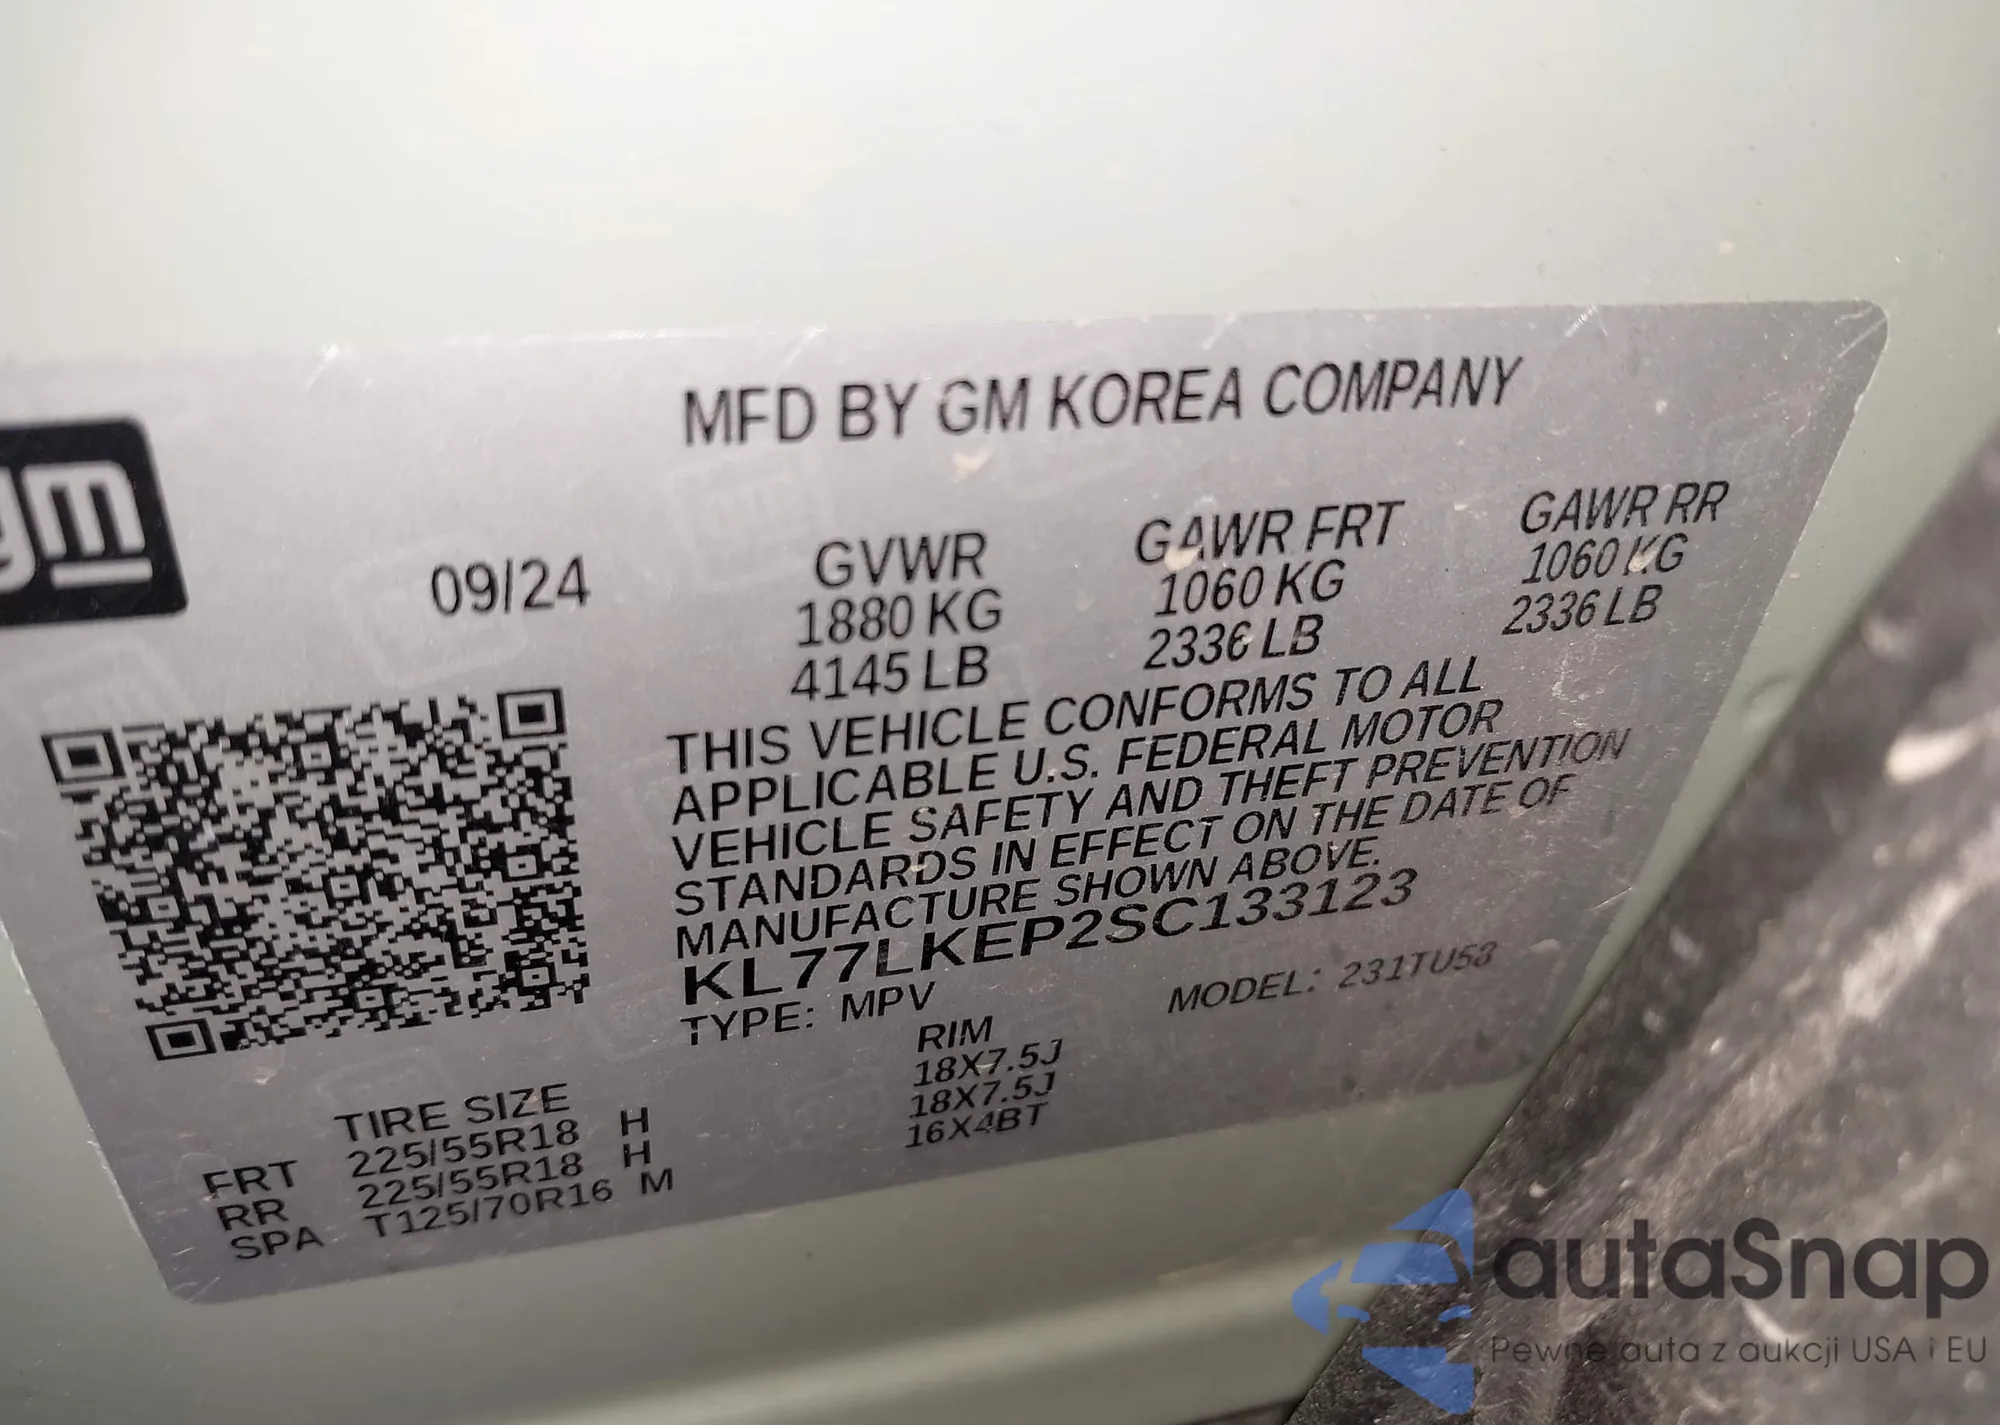 gm
MFD BY GM KOREA COMPANY
09/24
GVWR GAWR FRT GAWR RR
1880 KG 1060 KG 1060 KG
4145 LB 2336 LB 2336 LB
THIS VEHICLE CONFORMS TO ALL
APPLICABLE U.S. FEDERAL MOTOR
VEHICLE SAFETY AND THEFT PREVENTION
STANDARDS IN EFFECT ON THE DATE OF
MANUFACTURE SHOWN ABOVE.
KL77LKEP2SC133123
TYPE: MPV MODEL: 231TU58
TIRE SIZE RIM
FRT 225/55R18 H 18X7.5J
RR 225/55R18 H 18X7.5J
SPA T125/70R16 M 16X4BT
autaSnap
Pewne auta z aukcji USA i EU